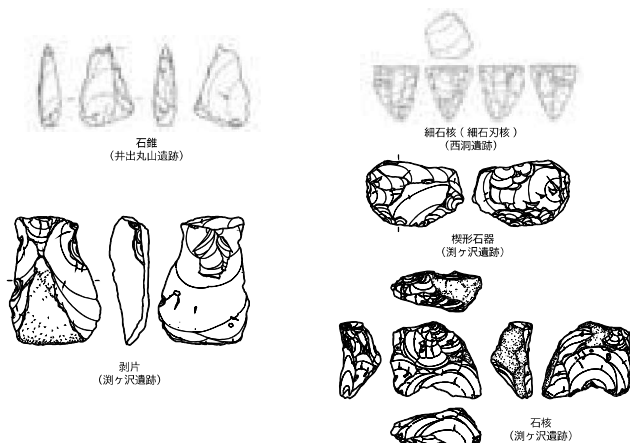 石錐
（井出丸山遺跡）
細石核（細石刃核）
（西洞遺跡）
楔形石器
（渕ヶ沢遺跡）
剥片
（渕ヶ沢遺跡）
石核
（渕ヶ沢遺跡）